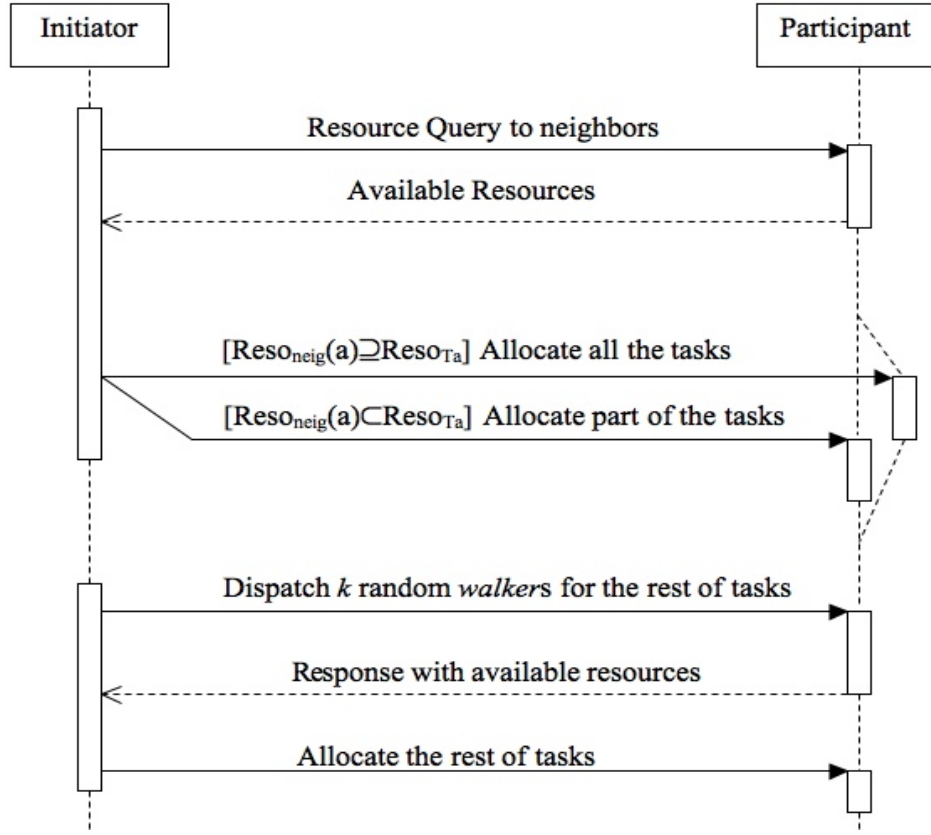 Initiator
Participant
Resource Query to neighbors
Available Resources
[Reso_neig(a)⊇Reso_Ta] Allocate all the tasks
[Reso_neig(a)⊂Reso_Ta] Allocate part of the tasks
Dispatch k random walkers for the rest of tasks
Response with available resources
Allocate the rest of tasks